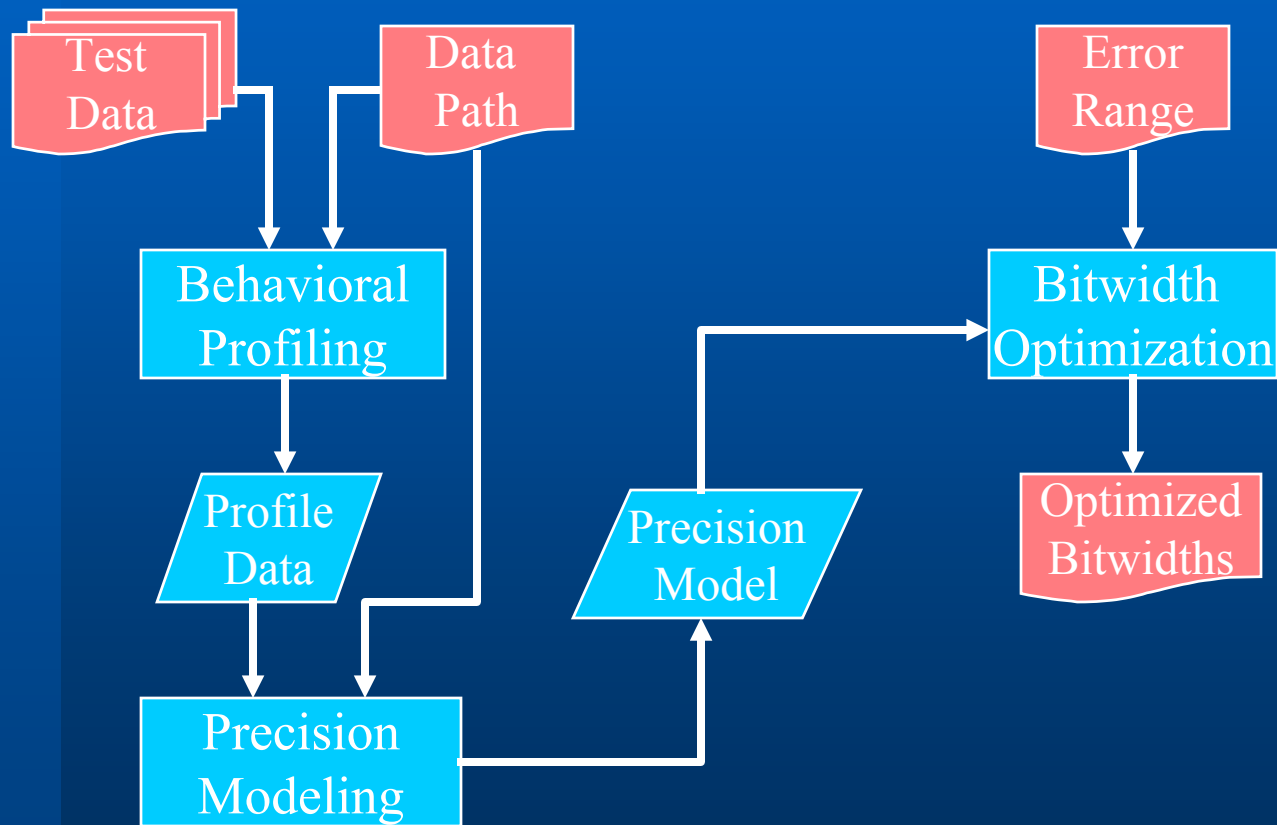 Test
Data
Data
Path
Error
Range
Behavioral
Profiling
Bitwidth
Optimization
Profile
Data
Precision
Model
Optimized
Bitwidths
Precision
Modeling